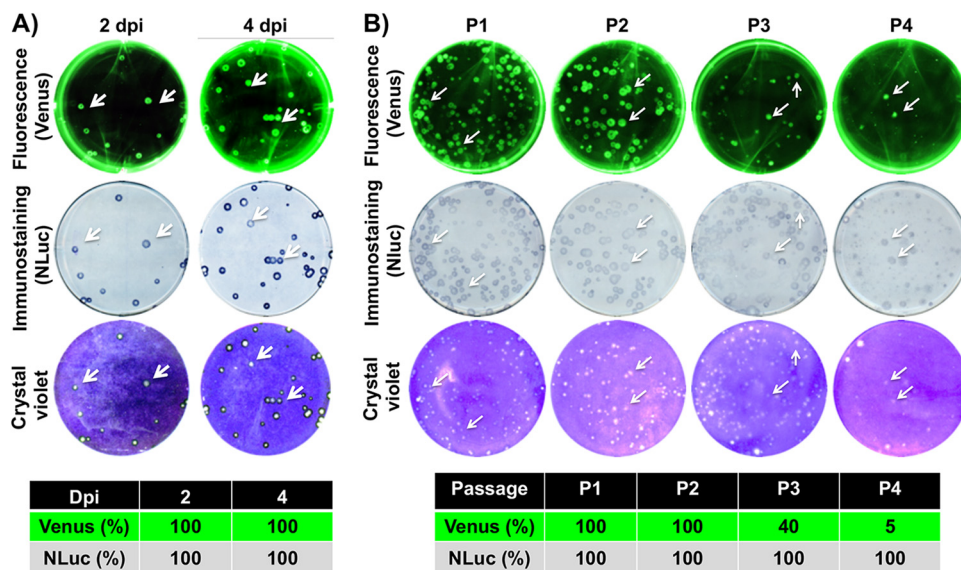 A)
2 dpi
4 dpi
Fluorescence
(Venus)
Immunostaining
(NLuc)
Crystal
violet
Dpi 2 4
Venus (%) 100 100
NLuc (%) 100 100
B)
P1 P2 P3 P4
Fluorescence
(Venus)
Immunostaining
(Nluc)
Crystal
violet
Passage P1 P2 P3 P4
Venus (%) 100 100 40 5
NLuc (%) 100 100 100 100